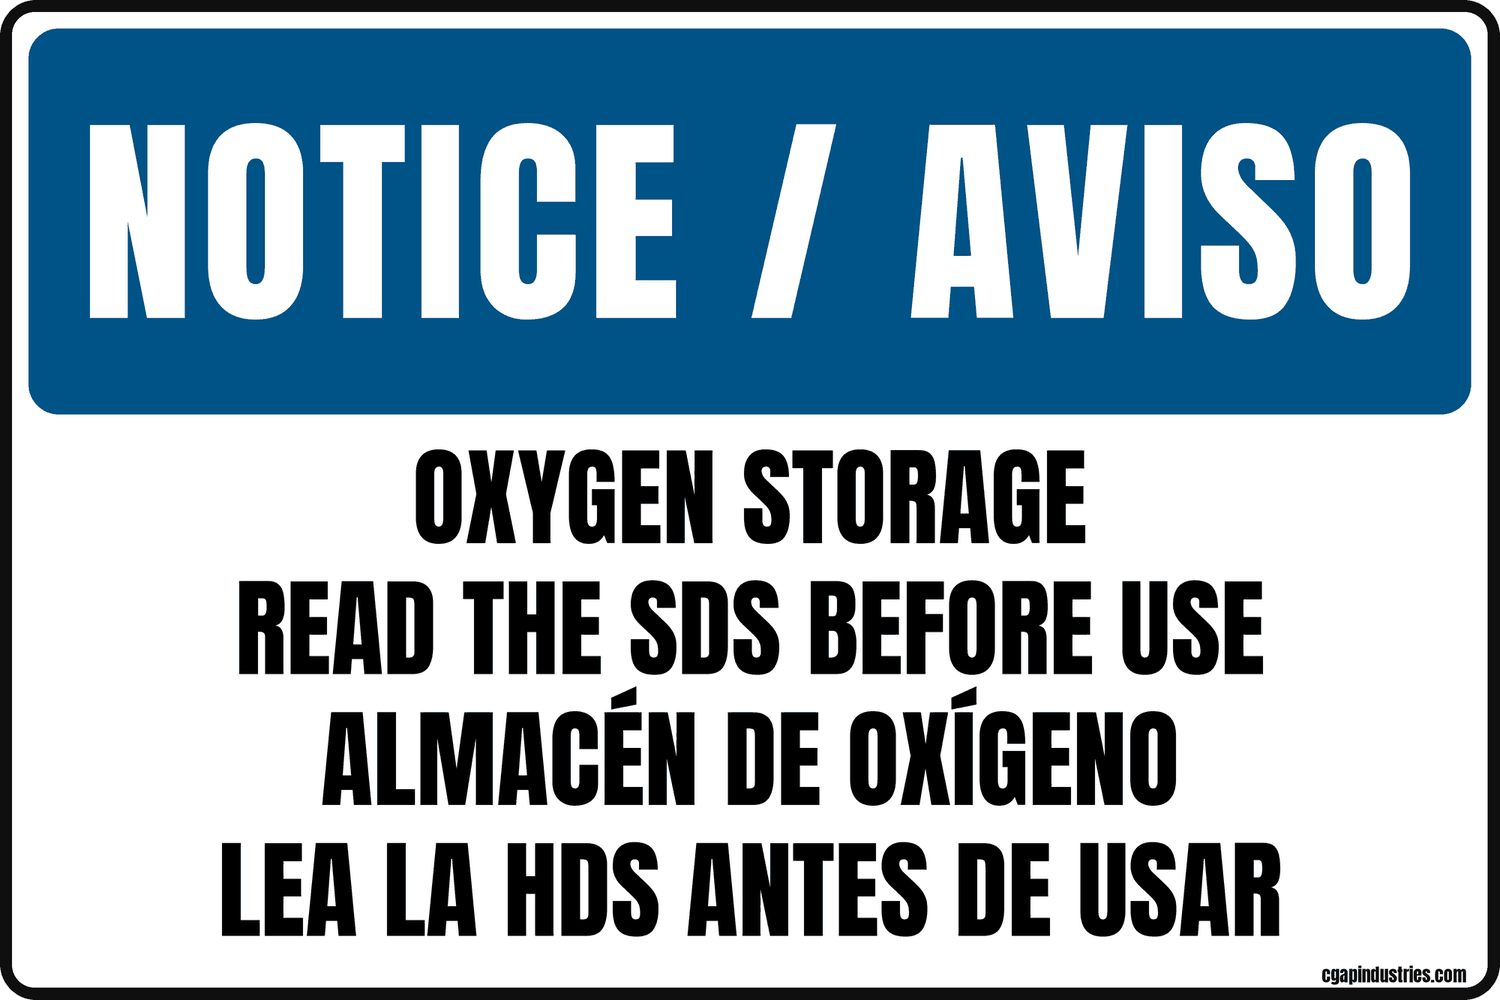 NOTICE / AVISO
OXYGEN STORAGE
READ THE SDS BEFORE USE
ALMACÉN DE OXÍGENO
LEA LA HDS ANTES DE USAR
cgapindustries.com